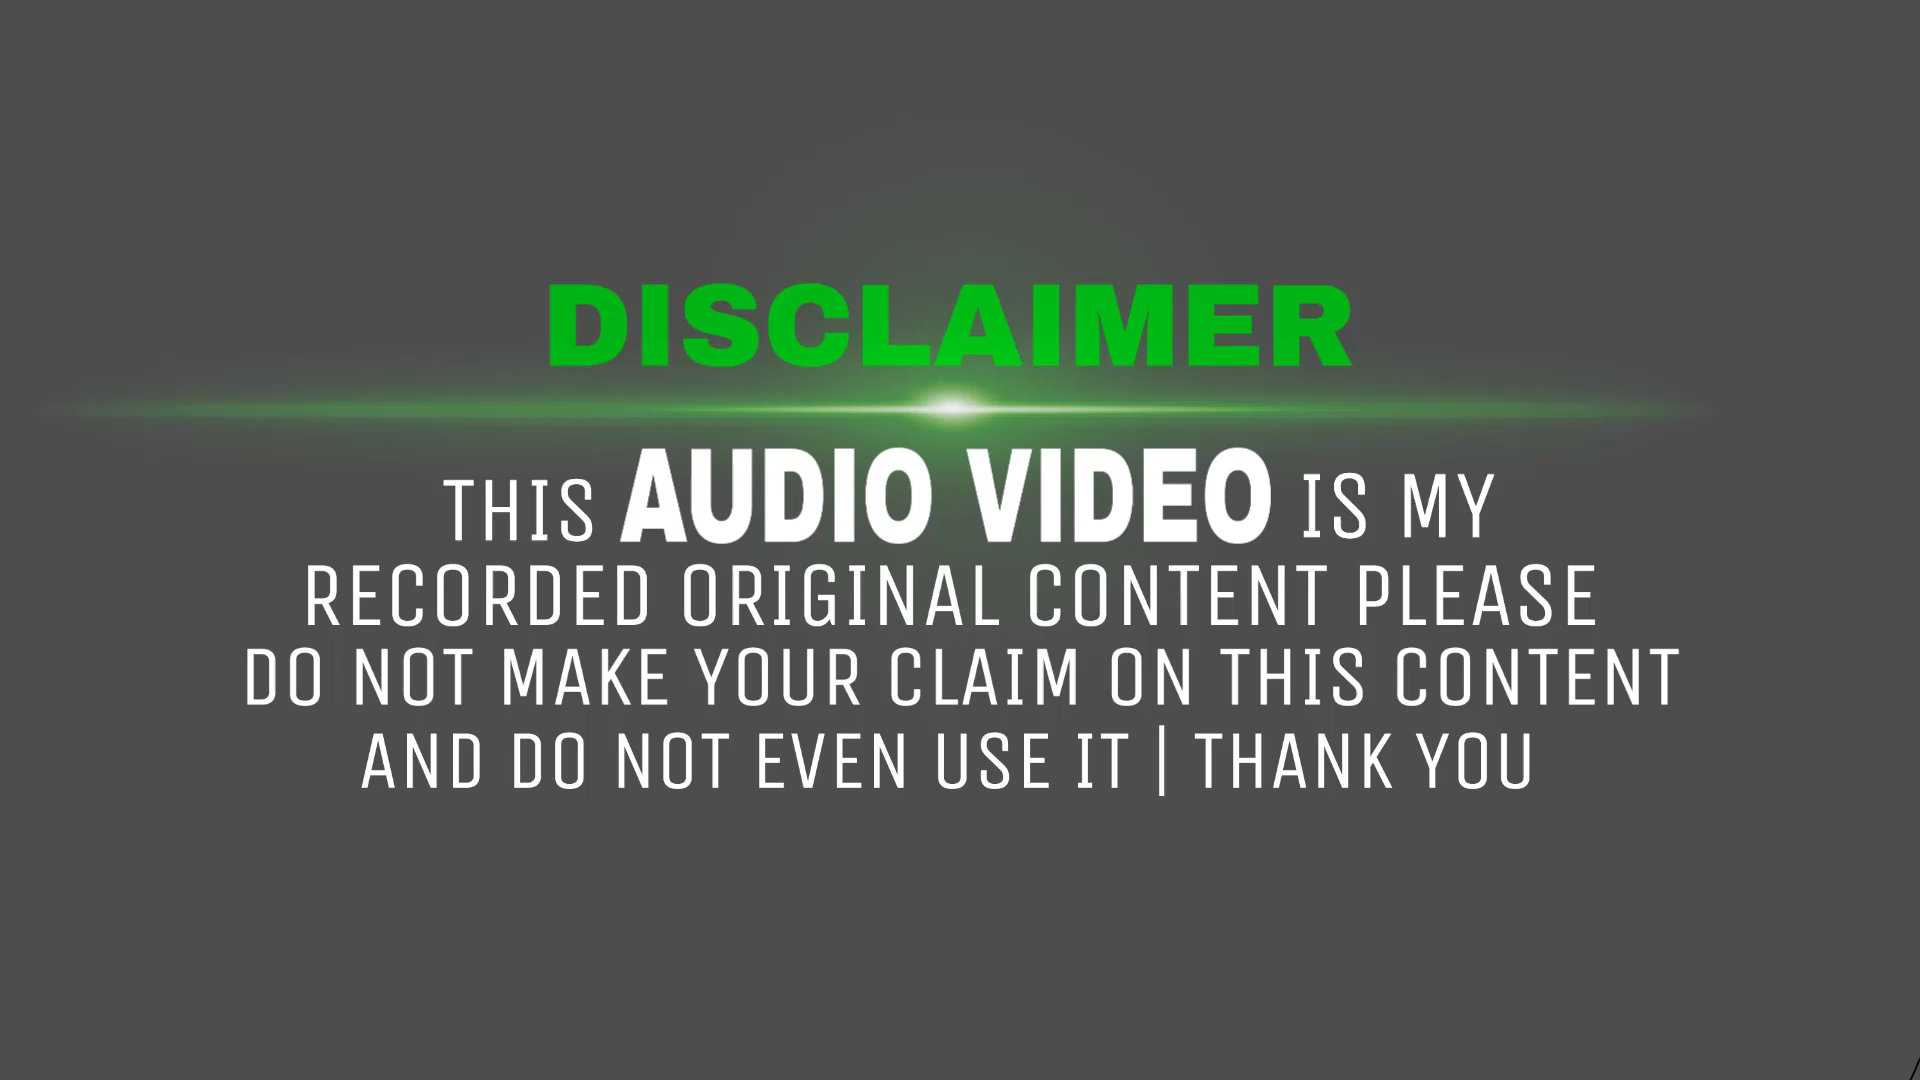 DISCLAIMER
THIS AUDIO VIDEO IS MY
RECORDED ORIGINAL CONTENT PLEASE
DO NOT MAKE YOUR CLAIM ON THIS CONTENT
AND DO NOT EVEN USE IT | THANK YOU